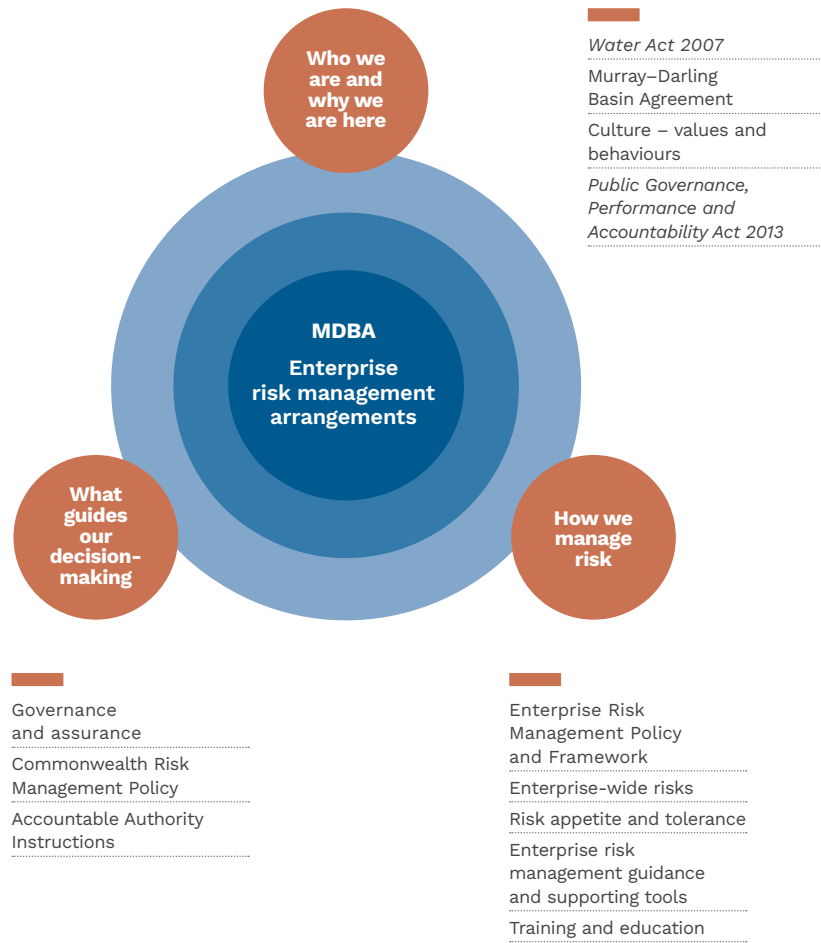 Who we
are and
why we
are here
Water Act 2007
Murray–Darling
Basin Agreement
Culture – values and
behaviours
Public Governance,
Performance and
Accountability Act 2013
MDBA
Enterprise
risk management
arrangements
What
guides
our
decision-
making
How we
manage
risk
Governance
and assurance
Commonwealth Risk
Management Policy
Accountable Authority
Instructions
Enterprise Risk
Management Policy
and Framework
Enterprise-wide risks
Risk appetite and tolerance
Enterprise risk
management guidance
and supporting tools
Training and education